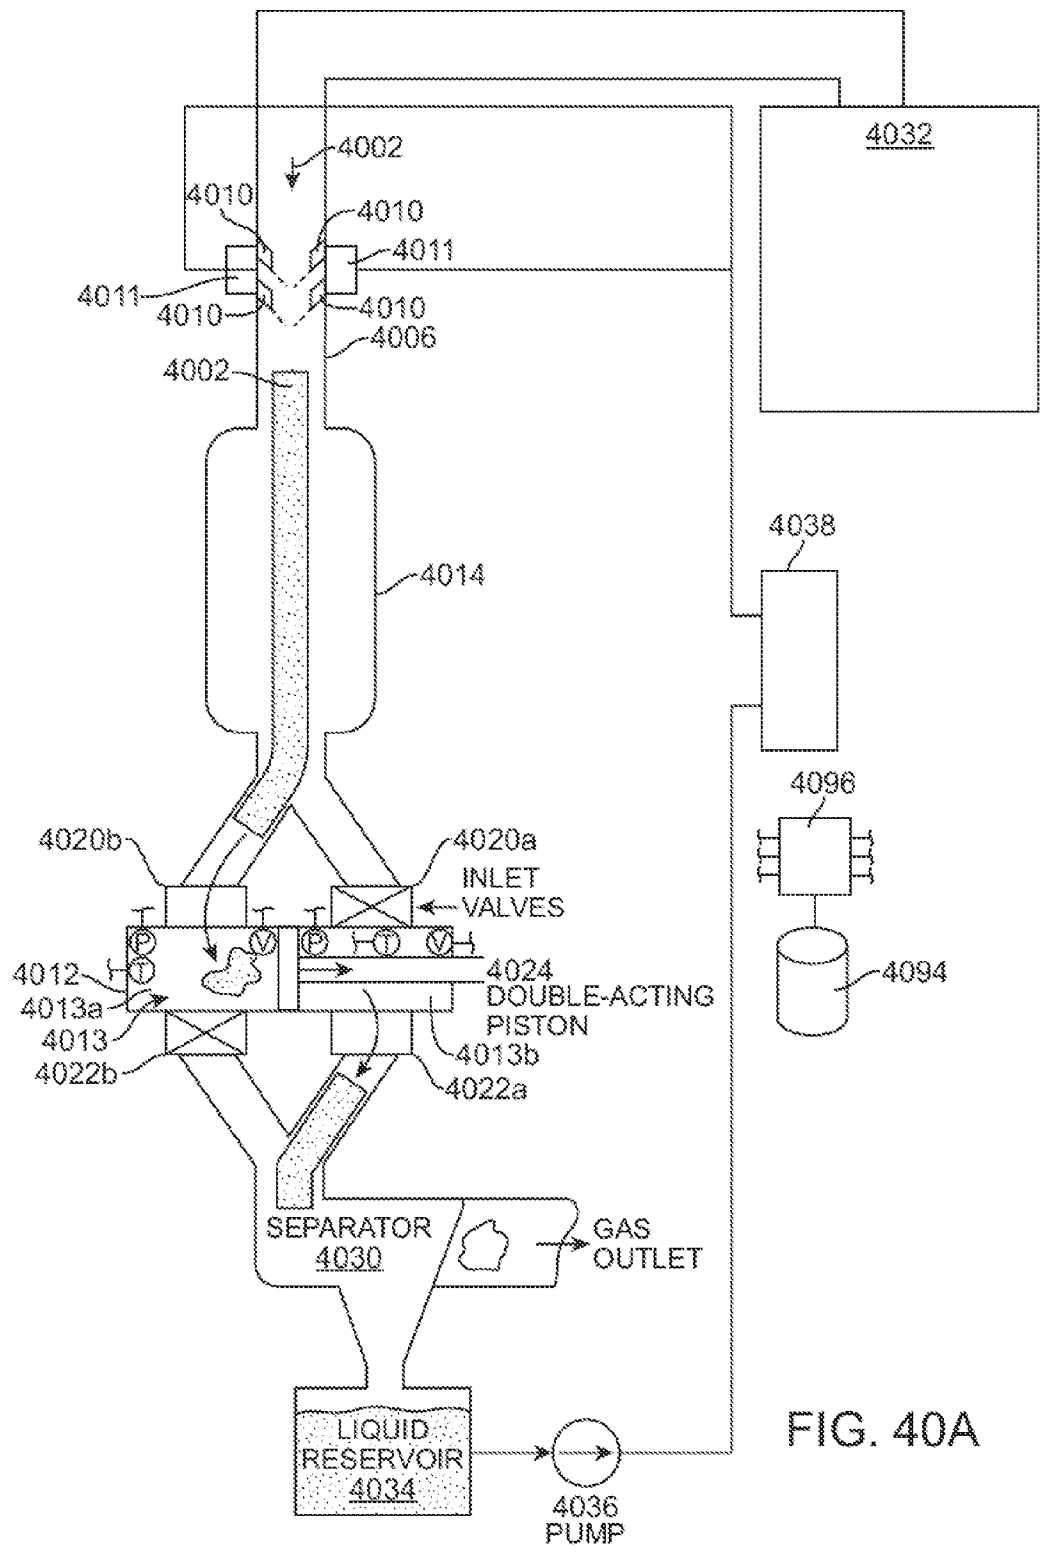 4032
4002
4010
4010
4011
4011
4010
4010
4006
4002
4038
4014
4096
4020b
4020a
INLET
VALVES
P
V
P
T
V
T
4012
4013a
4013
4022b
4024
DOUBLE-ACTING
PISTON
4094
4013b
4022a
SEPARATOR
4030
GAS
OUTLET
LIQUID
RESERVOIR
4034
4036
PUMP
FIG. 40A